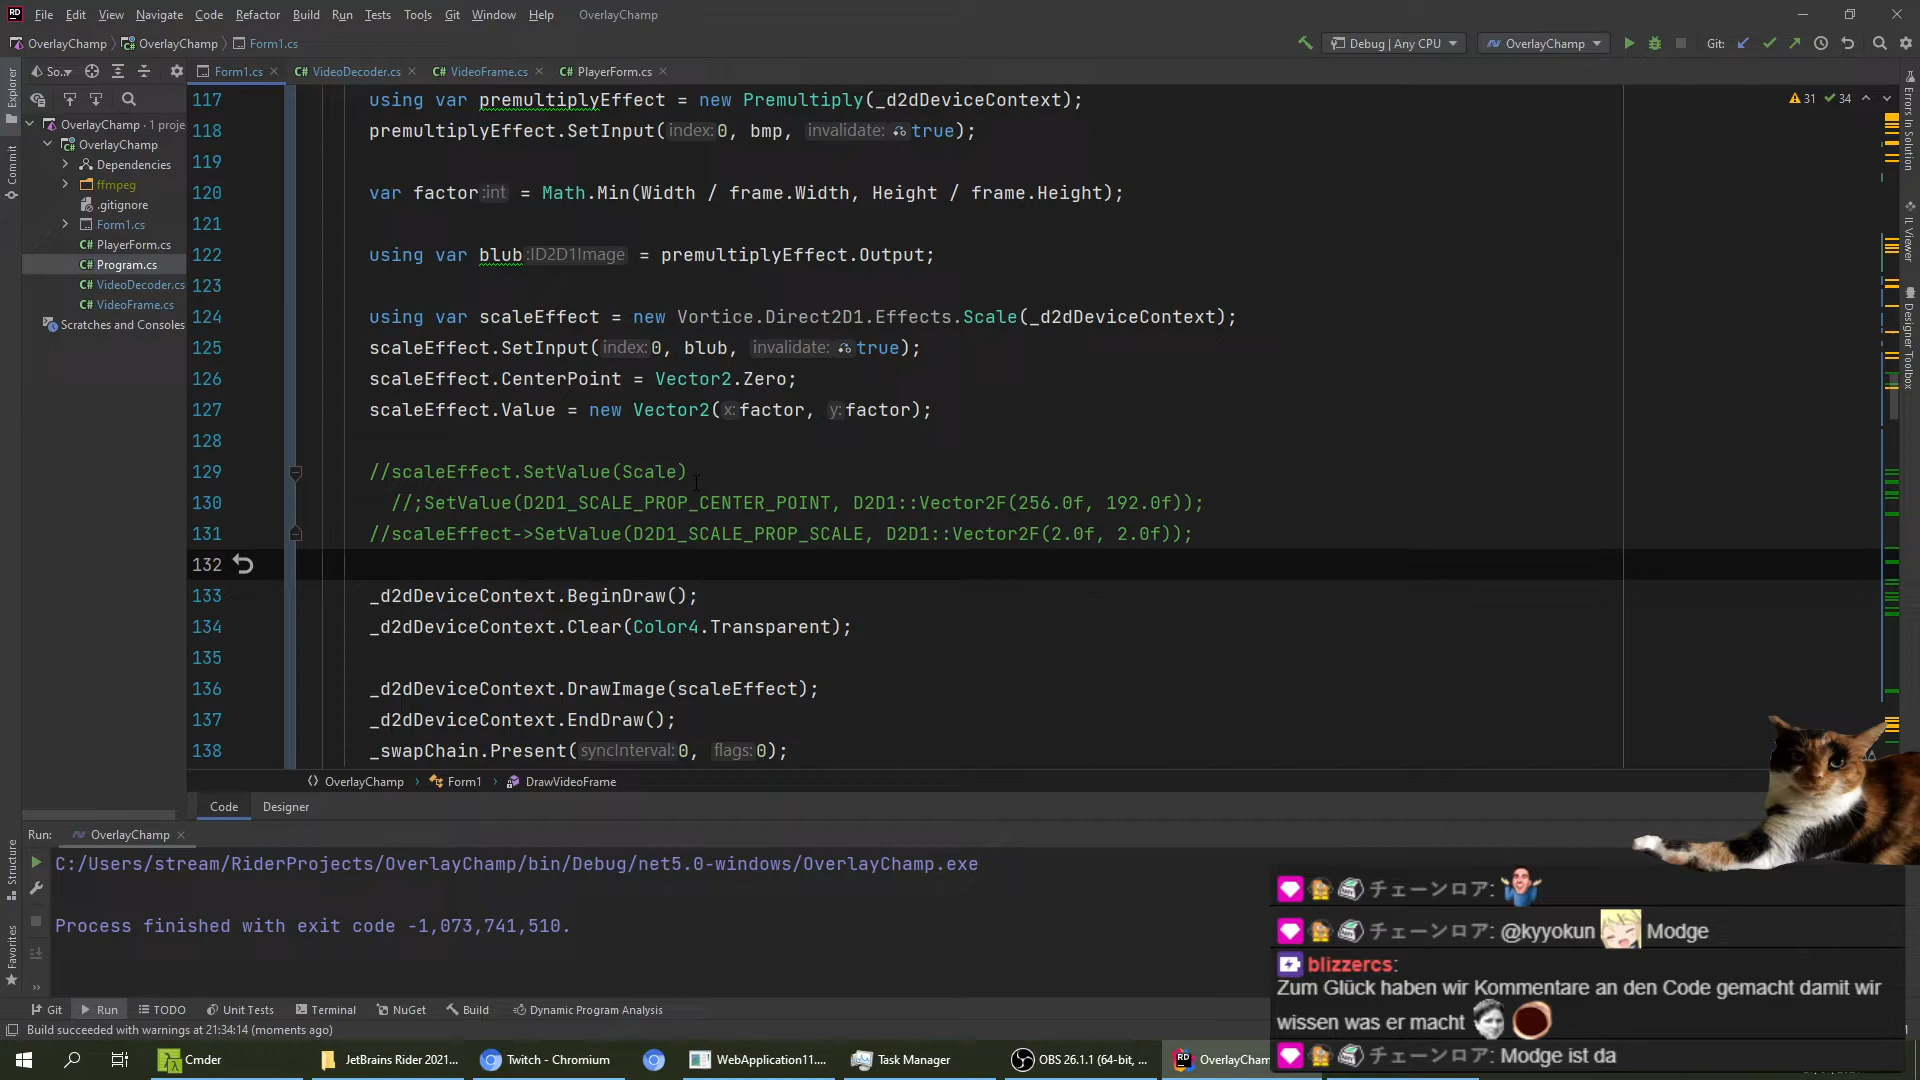 File Edit View Navigate Code Refactor Build Run Tests Tools Git Window Help OverlayChamp
OverlayChamp OverlayChamp Form1.cs Debug | Any CPU OverlayChamp Git:
So... Form1.cs VideoDecoder.cs VideoFrame.cs PlayerForm.cs
31 34
Explorer
Commit
Structure
Favorites
Errors In Solution
IL Viewer
Designer Toolbox
OverlayChamp · 1 proje
OverlayChamp
Dependencies
ffmpeg
.gitignore
Form1.cs
C# PlayerForm.cs
C# Program.cs
C# VideoDecoder.cs
C# VideoFrame.cs
Scratches and Consoles
117 using var premultiplyEffect = new Premultiply(_d2dDeviceContext);
118 premultiplyEffect.SetInput(index: 0, bmp, invalidate: true);
119
120 var factor :int = Math.Min(Width / frame.Width, Height / frame.Height);
121
122 using var blub :ID2D1Image = premultiplyEffect.Output;
123
124 using var scaleEffect = new Vortice.Direct2D1.Effects.Scale(_d2dDeviceContext);
125 scaleEffect.SetInput(index: 0, blub, invalidate: true);
126 scaleEffect.CenterPoint = Vector2.Zero;
127 scaleEffect.Value = new Vector2(x: factor, y: factor);
128
129 //scaleEffect.SetValue(Scale)
130 //;SetValue(D2D1_SCALE_PROP_CENTER_POINT, D2D1::Vector2F(256.0f, 192.0f));
131 //scaleEffect->SetValue(D2D1_SCALE_PROP_SCALE, D2D1::Vector2F(2.0f, 2.0f));
132
133 _d2dDeviceContext.BeginDraw();
134 _d2dDeviceContext.Clear(Color4.Transparent);
135
136 _d2dDeviceContext.DrawImage(scaleEffect);
137 _d2dDeviceContext.EndDraw();
138 _swapChain.Present(syncInterval: 0, flags: 0);
OverlayChamp Form1 DrawVideoFrame
Code Designer
Run: OverlayChamp
C:/Users/stream/RiderProjects/OverlayChamp/bin/Debug/net5.0-windows/OverlayChamp.exe
Process finished with exit code -1,073,741,510.
チェーンロア:
チェーンロア: @kyyokun Modge
blizzercs:
Zum Glück haben wir Kommentare an den Code gemacht damit wir
wissen was er macht
チェーンロア: Modge ist da
Git Run TODO Unit Tests Terminal NuGet Build Dynamic Program Analysis
Build succeeded with warnings at 21:34:14 (moments ago)
Cmder JetBrains Rider 2021... Twitch - Chromium WebApplication11.... Task Manager OBS 26.1.1 (64-bit, ... OverlayCham